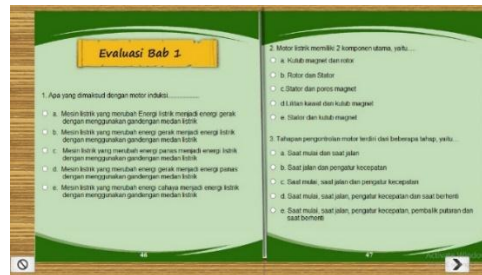 Evaluasi Bab 1
1. Apa yang dimaksud dengan motor induksi
a. Mesin listrik yang merubah Energi listrik menjadi energi gerak
dengan menggunakan gandengan medan listrik
b. Mesin listrik yang merubah energi gerak menjadi energi listrik
dengan menggunakan gandengan medan listrik
c. Mesin listrik yang merubah energi panas menjadi energi listrik
dengan menggunakan gandengan medan listrik
d. Mesin listrik yang merubah energi gerak menjadi energi panas
dengan menggunakan gandengan medan listrik
e. Mesin listrik yang merubah energi cahaya menjadi energi listrik
dengan menggunakan gandengan medan listrik
46
2. Motor listrik memiliki 2 komponen utama, yaitu....
a. Kutub magnet dan rotor
b. Rotor dan Stator
c. Stator dan poros magnet
d. Lilitan kawat dan kutub magnet
e. Stator dan kutub magnet
3. Tahapan pengontrolan motor terdiri dari beberapa tahap, yaitu...
a. Saat mulai dan saat jalan
b. Saat jalan dan pengatur kecepatan
c. Saat mulai, saat jalan dan pengatur kecepatan
d. Saat mulai, saat jalan, pengatur kecepatan dan saat berhenti
e. Saat mulai, saat jalan, pengatur kecepatan, pembalik putaran dan
saat berhenti
47